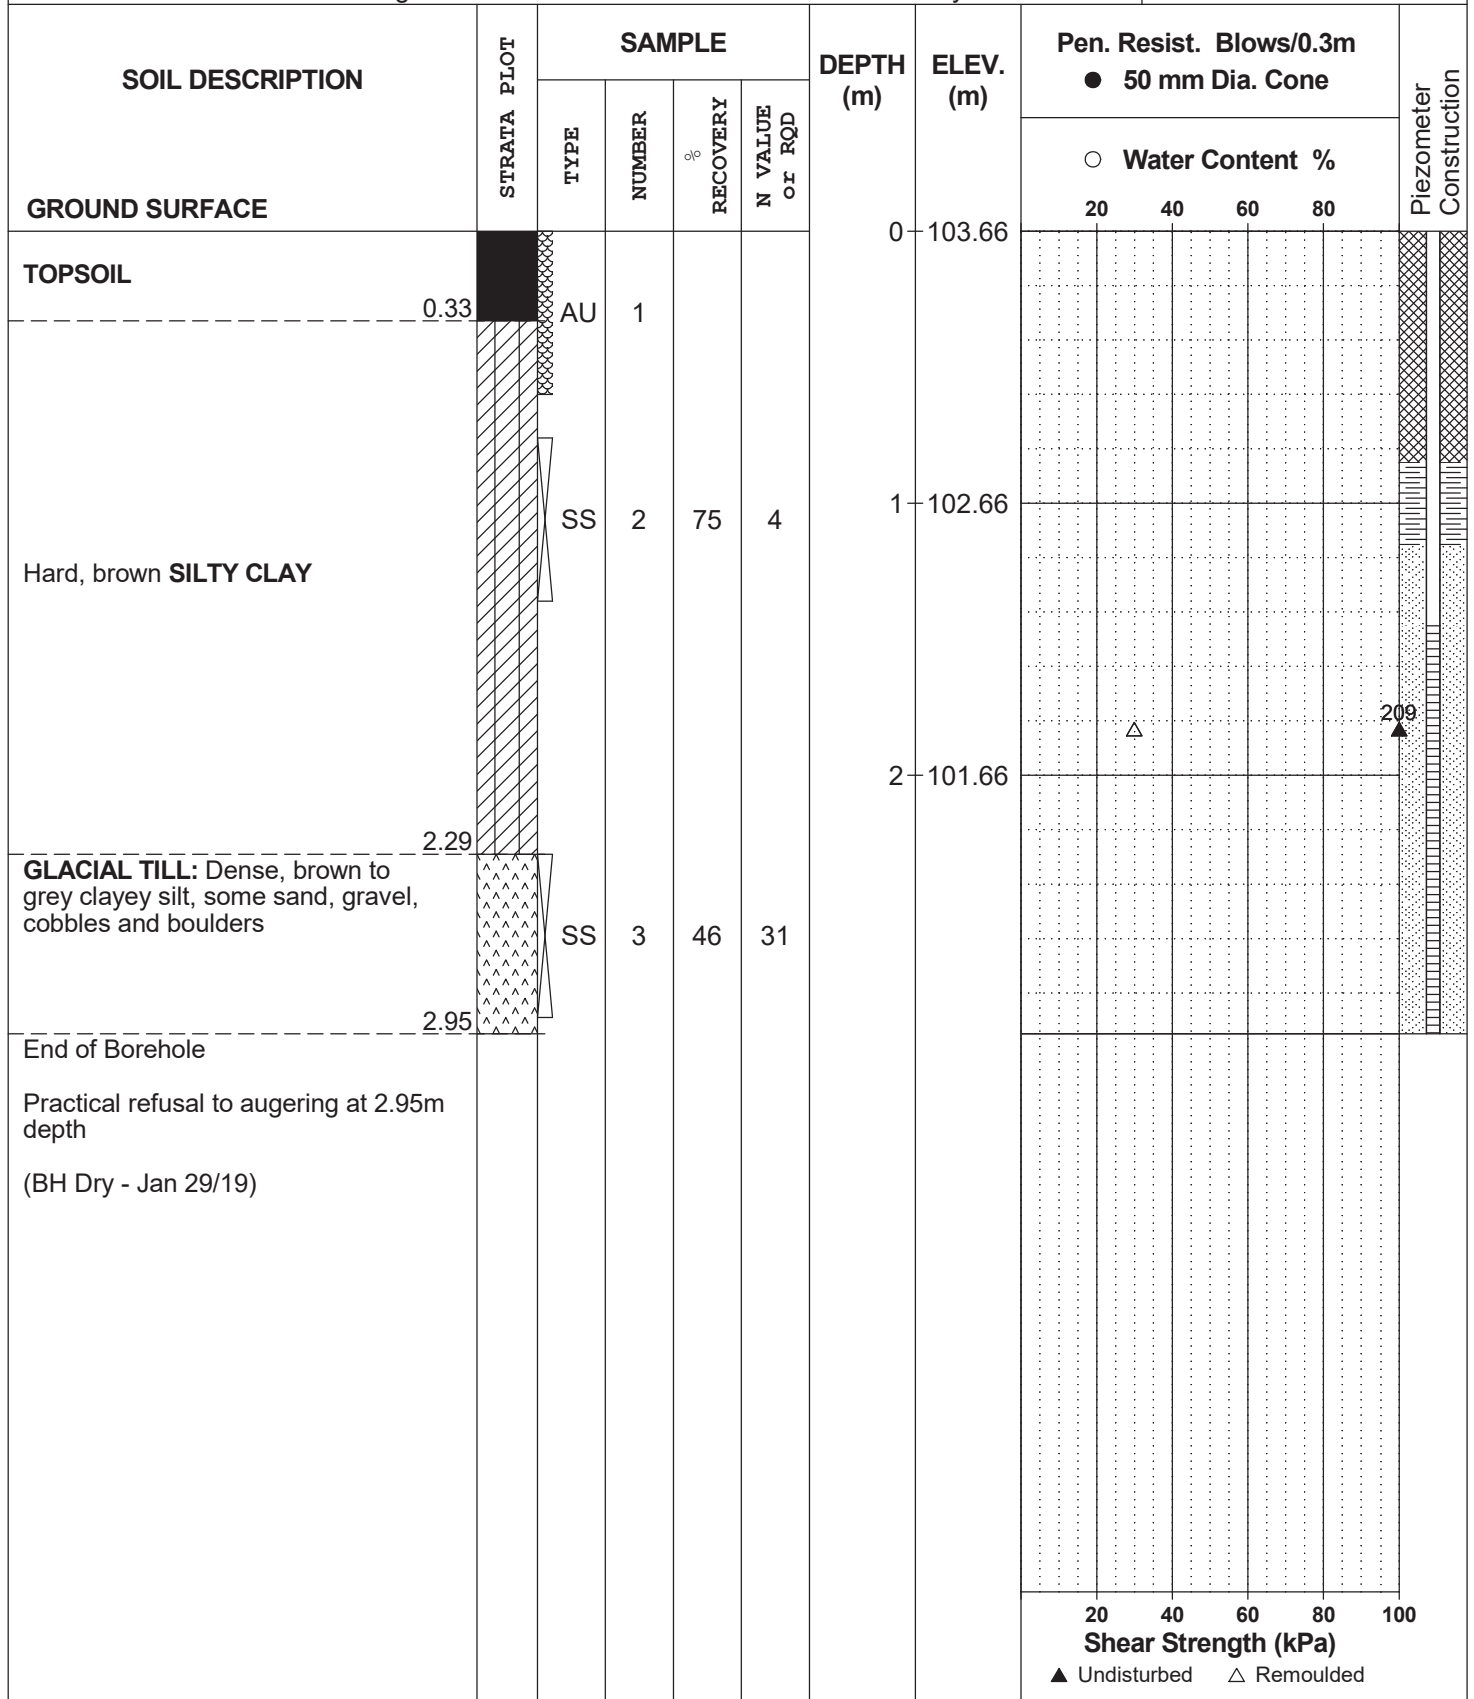 SOIL DESCRIPTION
GROUND SURFACE
STRATA PLOT
SAMPLE
TYPE
NUMBER
% RECOVERY
N VALUE or RQD
DEPTH (m)
ELEV. (m)
Pen. Resist. Blows/0.3m
● 50 mm Dia. Cone
○ Water Content %
20 40 60 80
Piezometer Construction
0 103.66
TOPSOIL
0.33
AU 1
1 102.66
SS 2 75 4
Hard, brown SILTY CLAY
209
2 101.66
2.29
GLACIAL TILL: Dense, brown to
grey clayey silt, some sand, gravel,
cobbles and boulders
SS 3 46 31
2.95
End of Borehole
Practical refusal to augering at 2.95m
depth
(BH Dry - Jan 29/19)
20 40 60 80 100
Shear Strength (kPa)
▲ Undisturbed △ Remoulded